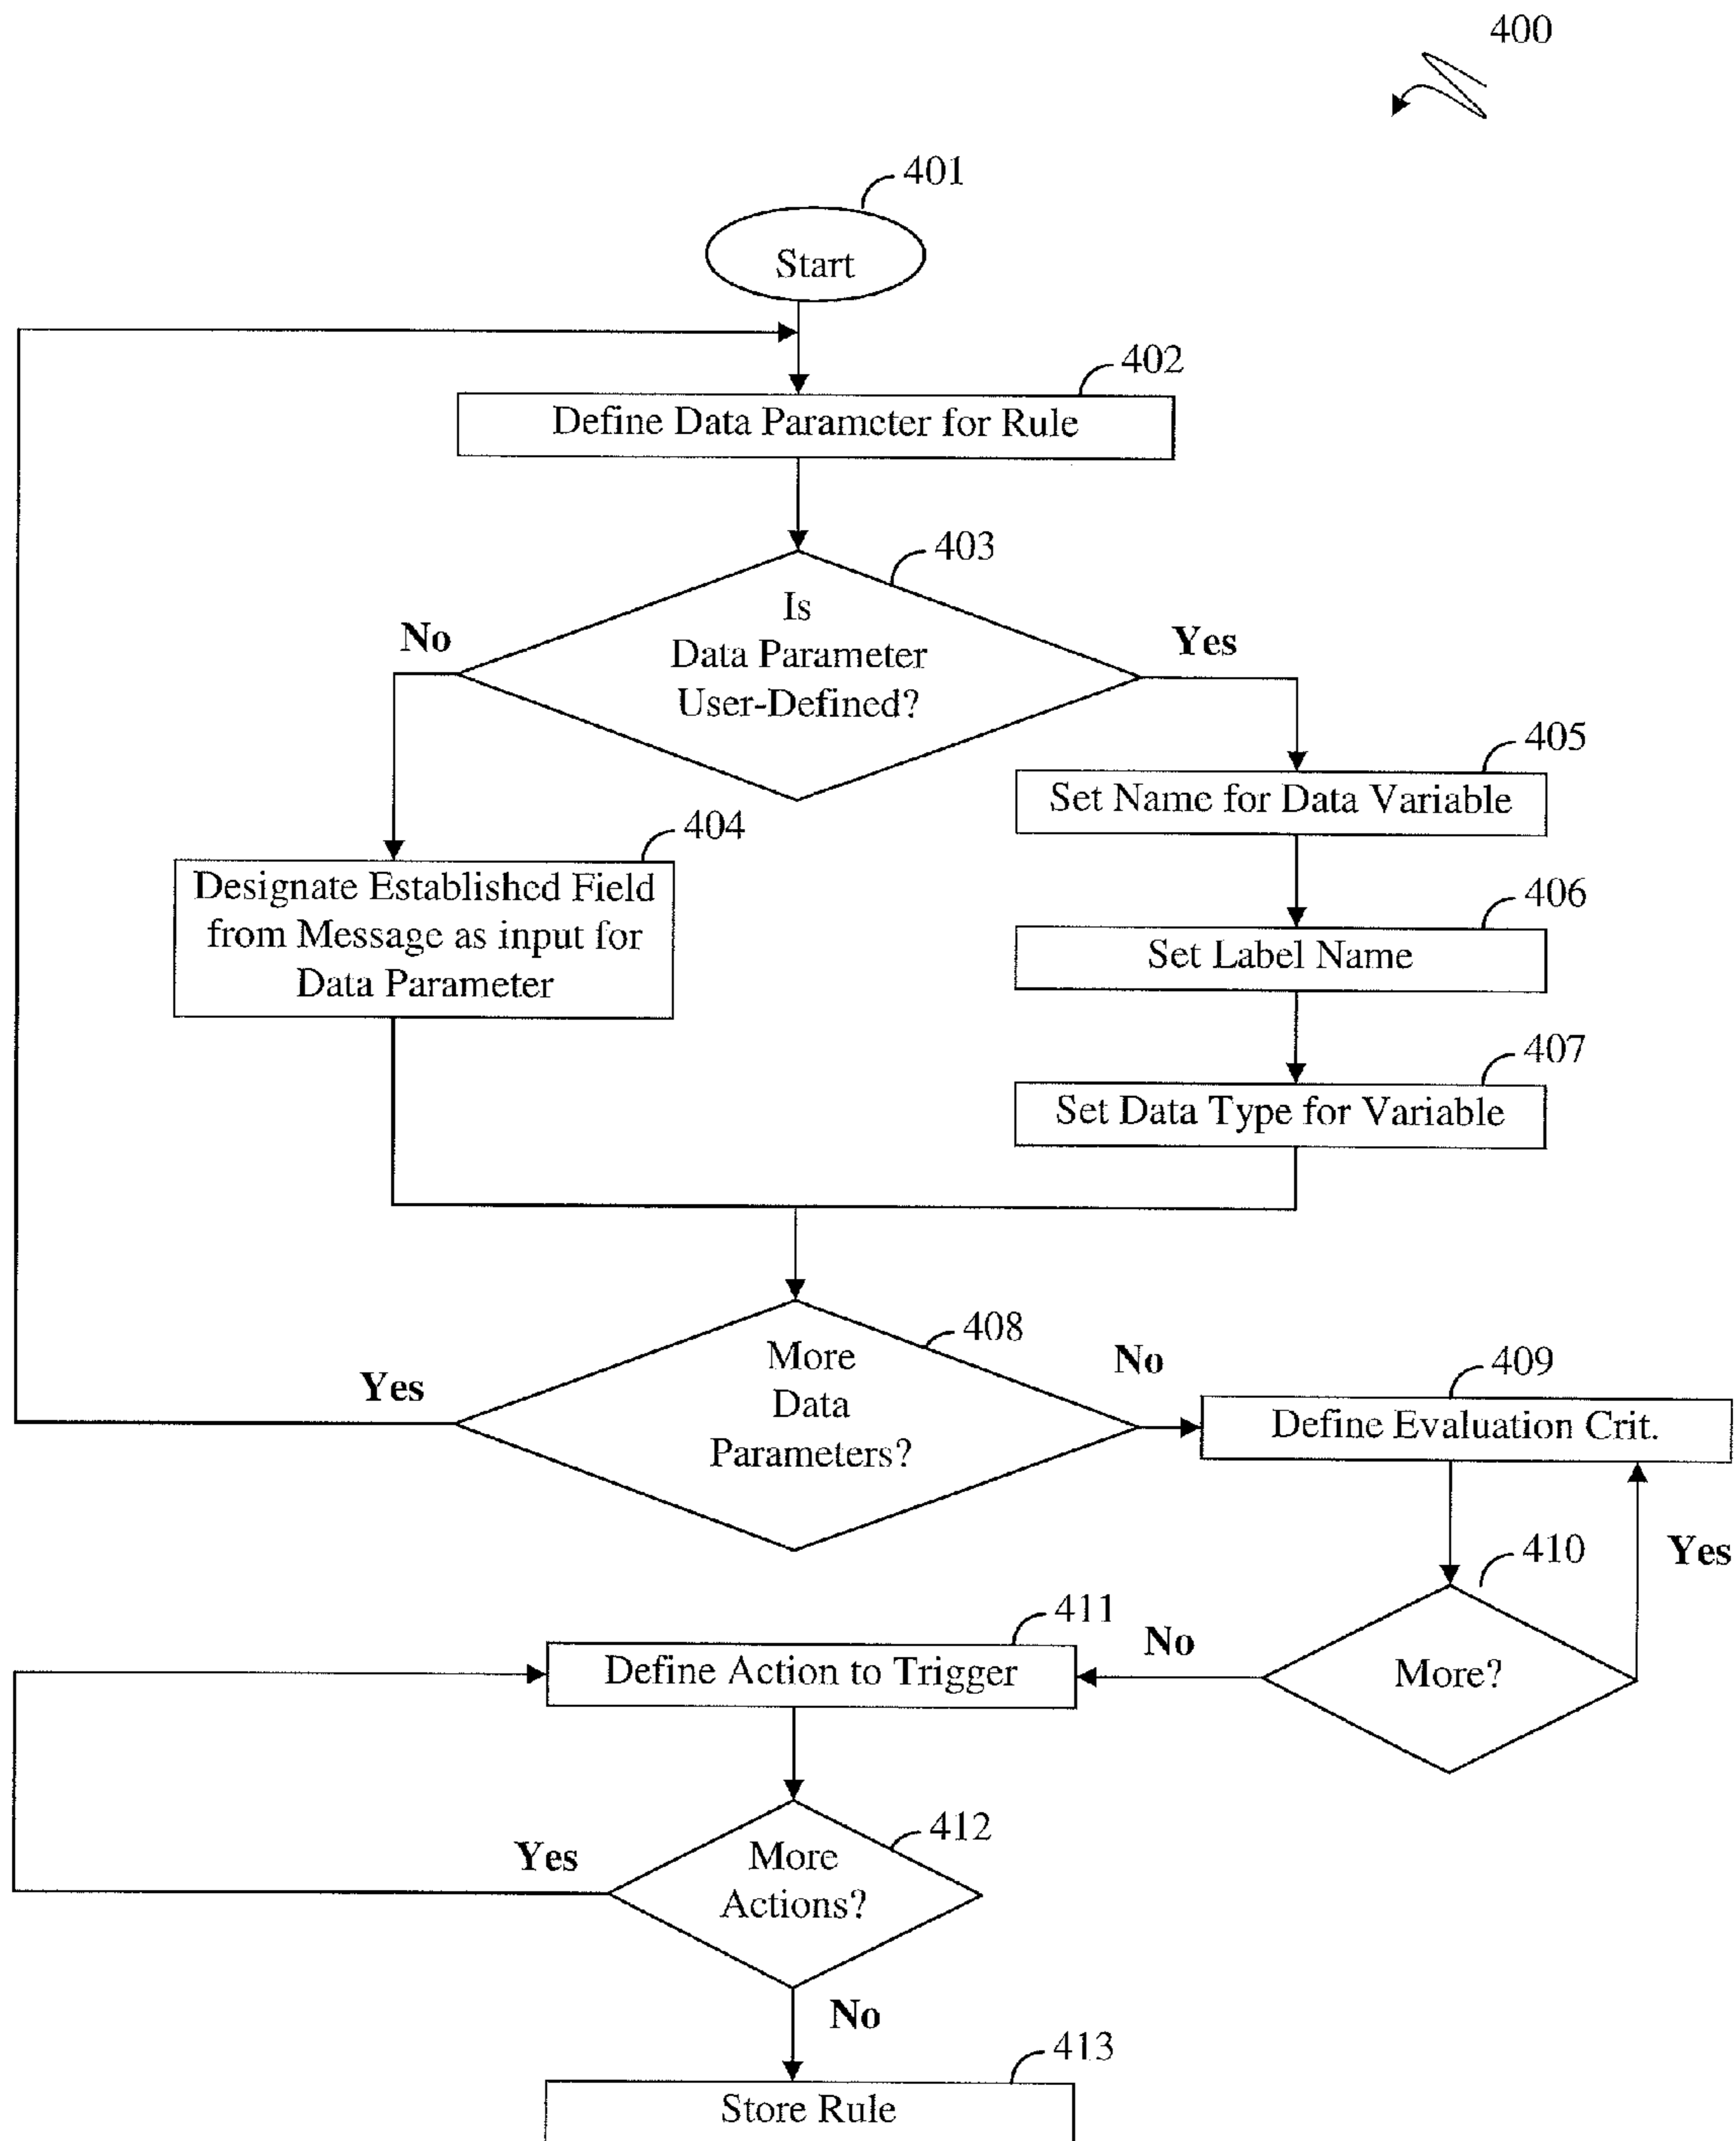 400
401
Start
402
Define Data Parameter for Rule
403
Is
Data Parameter
User-Defined?
No
Yes
404
Designate Established Field
from Message as input for
Data Parameter
405
Set Name for Data Variable
406
Set Label Name
407
Set Data Type for Variable
408
More
Data
Parameters?
Yes
No
409
Define Evaluation Crit.
410
More?
Yes
No
411
Define Action to Trigger
412
More
Actions?
Yes
No
413
Store Rule